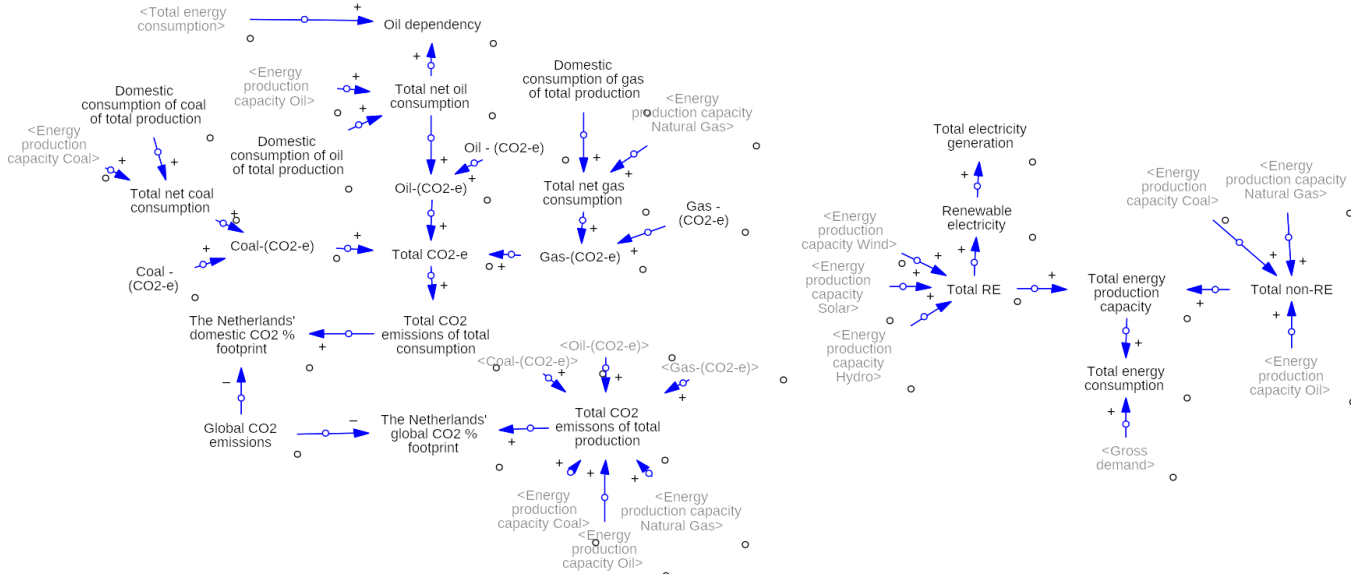 <Total energy
consumption>
Oil dependency
Domestic
consumption of coal
of total production
<Energy
production
capacity Oil>
Total net oil
consumption
Domestic
consumption of gas
of total production
<Energy
production capacity
Natural Gas>
<Energy
production
capacity Coal>
Domestic
consumption of oil
of total production
Oil - (CO2-e)
Total net coal
consumption
Oil-(CO2-e)
Total net gas
consumption
Gas -
(CO2-e)
Coal-(CO2-e)
Total CO2-e
Gas-(CO2-e)
Coal -
(CO2-e)
The Netherlands'
domestic CO2 %
footprint
Total CO2
emissions of total
consumption
<Coal-(CO2-e)>
<Oil-(CO2-e)>
<Gas-(CO2-e)>
Global CO2
emissions
The Netherlands'
global CO2 %
footprint
Total CO2
emissons of total
production
<Energy
production
capacity Coal>
<Energy
production
capacity Oil>
<Energy
production capacity
Natural Gas>
Total electricity
generation
Renewable
electricity
<Energy
production
capacity Wind>
<Energy
production
capacity
Solar>
<Energy
production
capacity
Hydro>
Total RE
Total energy
production
capacity
<Energy
production
capacity Coal>
<Energy
production capacity
Natural Gas>
Total non-RE
<Energy
production
capacity Oil>
Total energy
consumption
<Gross
demand>